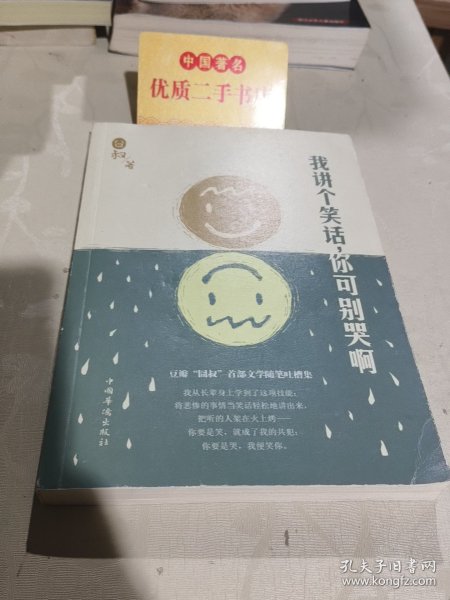 中国著名
优质二手书店
囧叔 著
我讲个笑话,你可别哭啊
豆瓣“囧叔”首部文学随笔吐槽集
我从长辈身上学到了这项技能:
将悲惨的事情当笑话轻松地讲出来,
把听的人架在火上烤——
你要是笑,就成了我的共犯;
你要是哭,我便笑你。
中国华侨出版社
孔夫子旧书网
www.kongfz.com